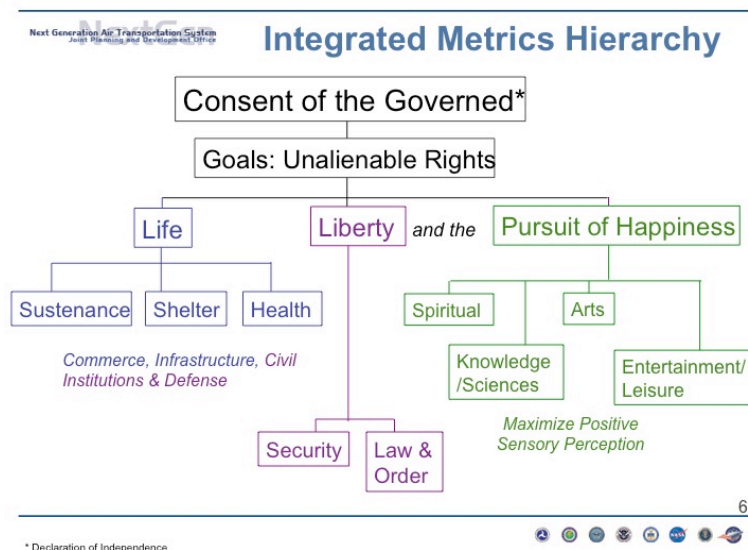 Next Generation Air Transportation System
Joint Planning and Development Office
NextGen
Integrated Metrics Hierarchy
Consent of the Governed*
Goals: Unalienable Rights
Life
Liberty
and the
Pursuit of Happiness
Sustenance
Shelter
Health
Spiritual
Arts
Commerce, Infrastructure, Civil
Institutions & Defense
Knowledge
/Sciences
Entertainment/
Leisure
Maximize Positive
Sensory Perception
Security
Law &
Order
6
* Declaration of Independence